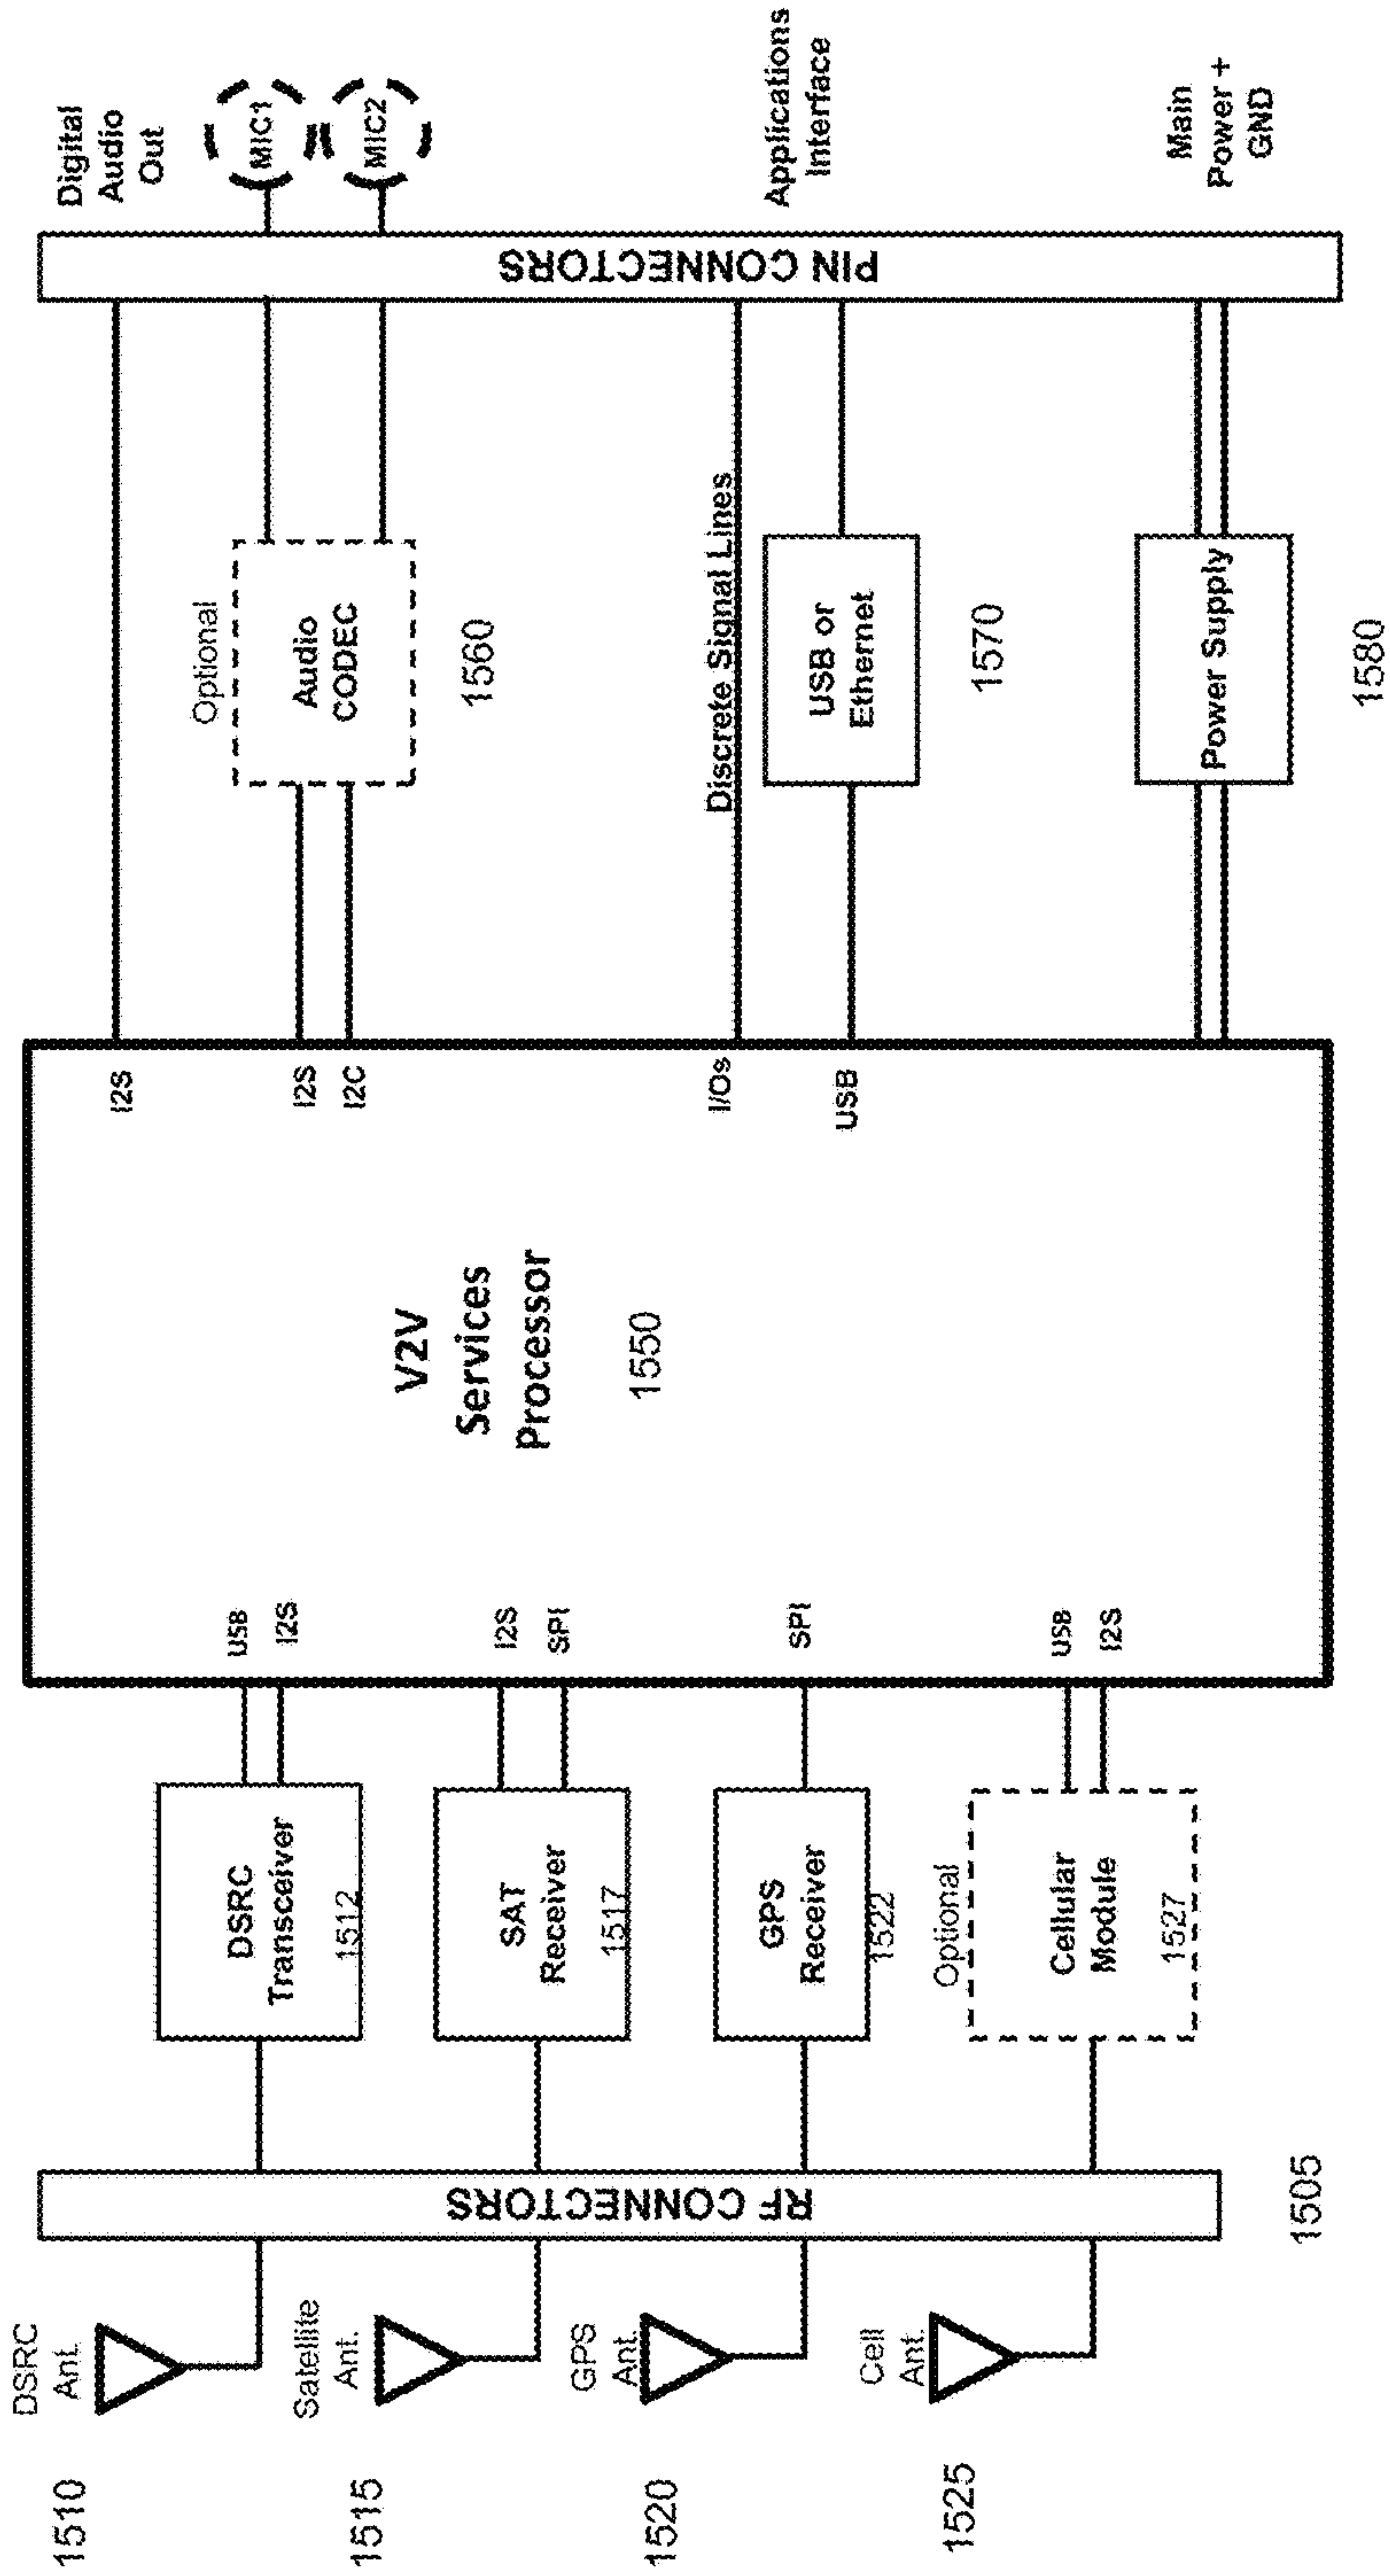 1510
DSRC
Ant.
1515
Satellite
Ant.
1520
GPS
Ant.
1525
Cell
Ant.
RF CONNECTORS
1505
DSRC
Transceiver
1512
SAT
Receiver
1517
GPS
Receiver
1522
Optional
Cellular
Module
1527
USB
I2S
I2S
SPI
SPI
USB
I2S
V2V
Services
Processor
1550
I2S
I2S
I2C
I/Os
USB
Optional
Audio
CODEC
1560
Discrete Signal Lines
USB or
Ethernet
1570
Power Supply
1580
PIN CONNECTORS
Digital
Audio
Out
MIC1
MIC2
Applications
Interface
Main
Power +
GND